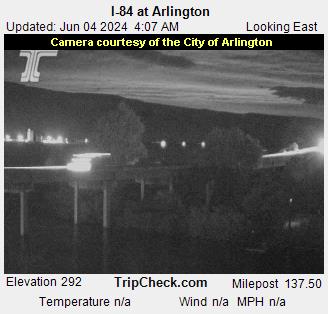 I-84 at Arlington
Updated: Jun 04 2024 4:07 AM Looking East
Camera courtesy of the City of Arlington
Elevation 292 TripCheck.com Milepost 137.50
Temperature n/a Wind n/a MPH n/a